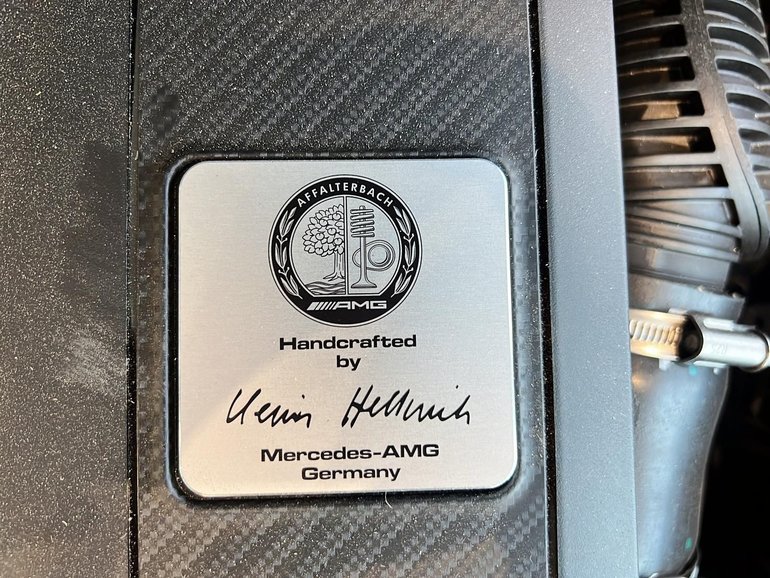 AFFALTERBACH
AMG
Handcrafted
by
Mercedes-AMG
Germany